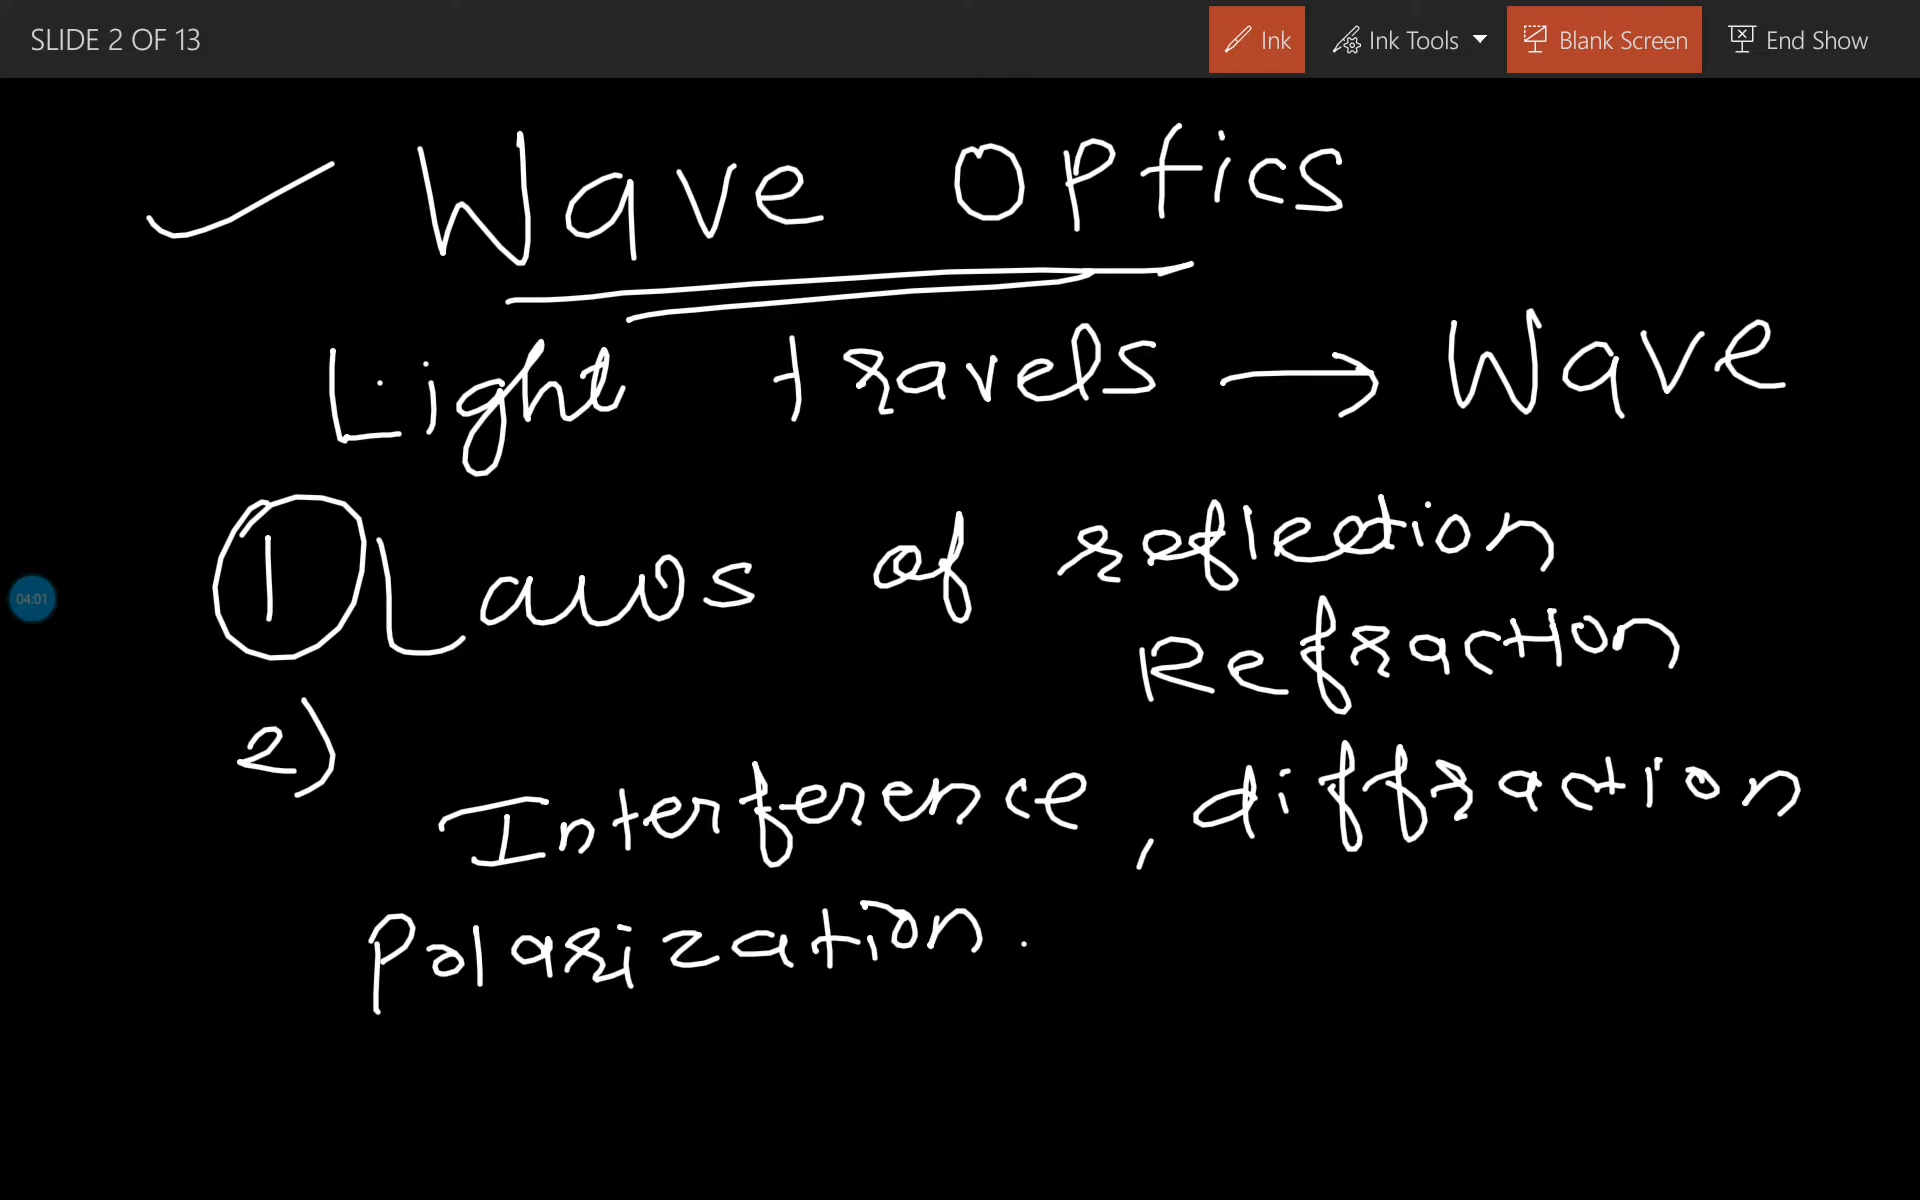 SLIDE 2 OF 13 Ink Ink Tools Blank Screen End Show
Wave Optics
Light travels → Wave
① Laws of reflection
Refraction
04:01
2)
Interference, diffraction
Polarization.